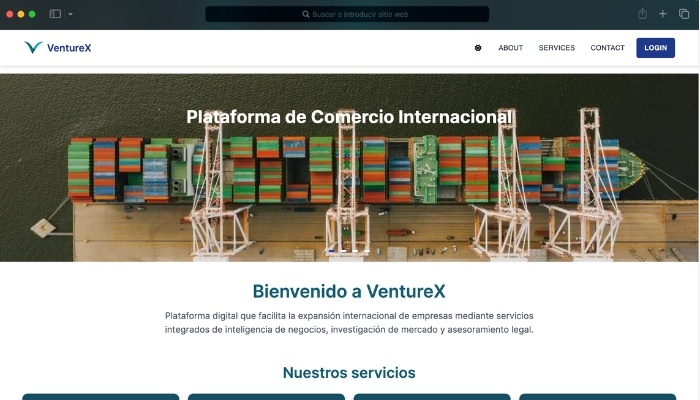 Buscar o introducir sitio web
VentureX
ABOUT
SERVICES
CONTACT
LOGIN
Plataforma de Comercio Internacional
Bienvenido a VentureX
Plataforma digital que facilita la expansión internacional de empresas mediante servicios
integrados de inteligencia de negocios, investigación de mercado y asesoramiento legal.
Nuestros servicios